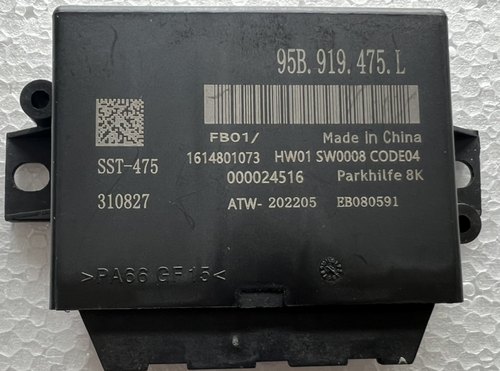 95B.919.475.L
FB01/ Made in China
SST-475 1614801073 HW01 SW0008 CODE04
000024516 Parkhilfe 8K
310827 ATW- 202205 EB080591
>PA66 GF15<